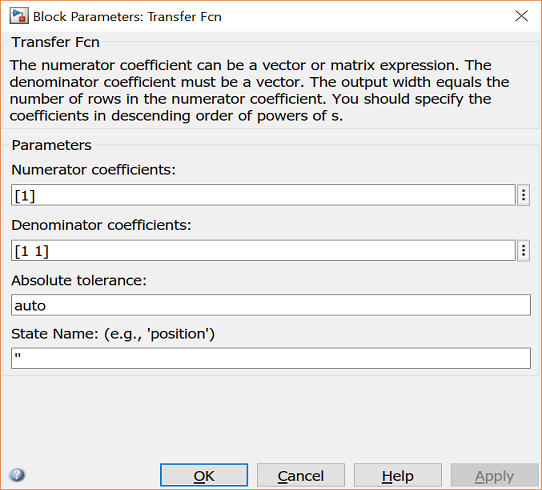 Block Parameters: Transfer Fcn
Transfer Fcn
The numerator coefficient can be a vector or matrix expression. The
denominator coefficient must be a vector. The output width equals the
number of rows in the numerator coefficient. You should specify the
coefficients in descending order of powers of s.
Parameters
Numerator coefficients:
[1]
Denominator coefficients:
[1 1]
Absolute tolerance:
auto
State Name: (e.g., 'position')
''
OK Cancel Help Apply